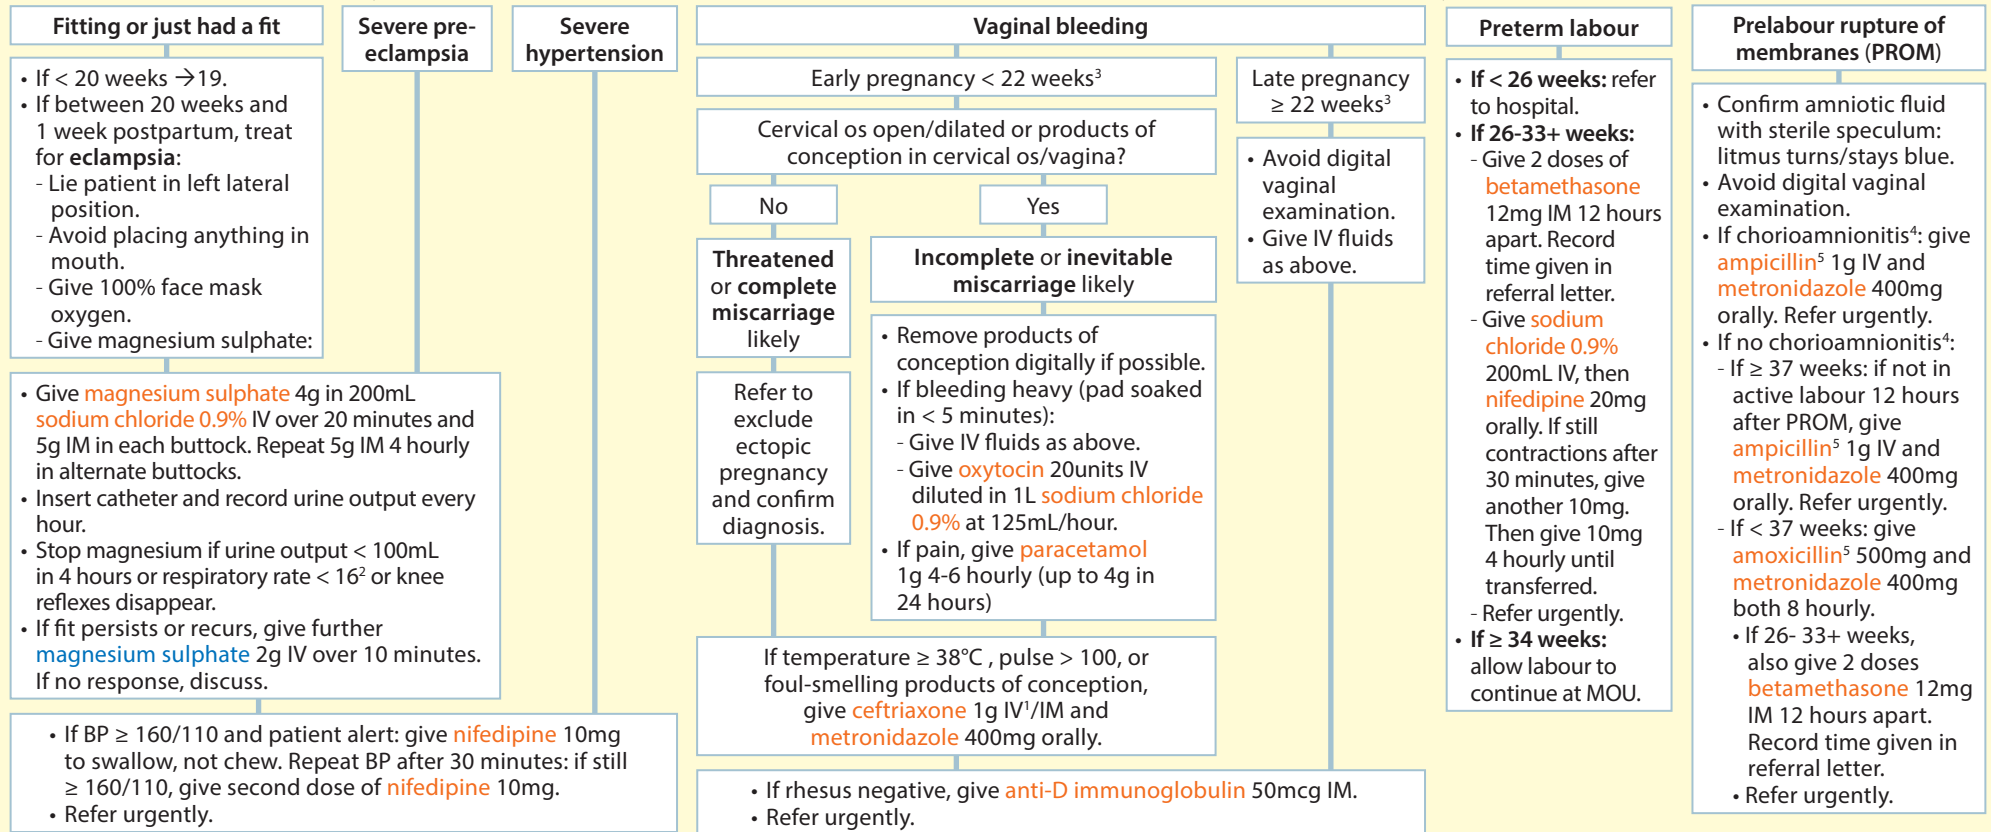 Fitting or just had a fit
• If < 20 weeks →19.
• If between 20 weeks and
1 week postpartum, treat
for eclampsia:
- Lie patient in left lateral
position.
- Avoid placing anything in
mouth.
- Give 100% face mask
oxygen.
- Give magnesium sulphate:
Severe pre-
eclampsia
Severe
hypertension
• Give magnesium sulphate 4g in 200mL
sodium chloride 0.9% IV over 20 minutes and
5g IM in each buttock. Repeat 5g IM 4 hourly
in alternate buttocks.
• Insert catheter and record urine output every
hour.
• Stop magnesium if urine output < 100mL
in 4 hours or respiratory rate < 16² or knee
reflexes disappear.
• If fit persists or recurs, give further
magnesium sulphate 2g IV over 10 minutes.
If no response, discuss.
• If BP ≥ 160/110 and patient alert: give nifedipine 10mg
to swallow, not chew. Repeat BP after 30 minutes: if still
≥ 160/110, give second dose of nifedipine 10mg.
• Refer urgently.
Vaginal bleeding
Early pregnancy < 22 weeks³
Cervical os open/dilated or products of
conception in cervical os/vagina?
No
Threatened
or complete
miscarriage
likely
Refer to
exclude
ectopic
pregnancy
and confirm
diagnosis.
Yes
Incomplete or inevitable
miscarriage likely
• Remove products of
conception digitally if possible.
• If bleeding heavy (pad soaked
in < 5 minutes):
- Give IV fluids as above.
- Give oxytocin 20units IV
diluted in 1L sodium chloride
0.9% at 125mL/hour.
• If pain, give paracetamol
1g 4-6 hourly (up to 4g in
24 hours)
If temperature ≥ 38°C , pulse > 100, or
foul-smelling products of conception,
give ceftriaxone 1g IV¹/IM and
metronidazole 400mg orally.
Late pregnancy
≥ 22 weeks³
• Avoid digital
vaginal
examination.
• Give IV fluids
as above.
• If rhesus negative, give anti-D immunoglobulin 50mcg IM.
• Refer urgently.
Preterm labour
• If < 26 weeks: refer
to hospital.
• If 26-33+ weeks:
- Give 2 doses of
betamethasone
12mg IM 12 hours
apart. Record
time given in
referral letter.
- Give sodium
chloride 0.9%
200mL IV, then
nifedipine 20mg
orally. If still
contractions after
30 minutes, give
another 10mg.
Then give 10mg
4 hourly until
transferred.
- Refer urgently.
• If ≥ 34 weeks:
allow labour to
continue at MOU.
Prelabour rupture of
membranes (PROM)
• Confirm amniotic fluid
with sterile speculum:
litmus turns/stays blue.
• Avoid digital vaginal
examination.
• If chorioamnionitis⁴: give
ampicillin⁵ 1g IV and
metronidazole 400mg
orally. Refer urgently.
• If no chorioamnionitis⁴:
- If ≥ 37 weeks: if not in
active labour 12 hours
after PROM, give
ampicillin⁵ 1g IV and
metronidazole 400mg
orally. Refer urgently.
- If < 37 weeks: give
amoxicillin⁵ 500mg and
metronidazole 400mg
both 8 hourly.
• If 26- 33+ weeks,
also give 2 doses
betamethasone 12mg
IM 12 hours apart.
Record time given in
referral letter.
• Refer urgently.